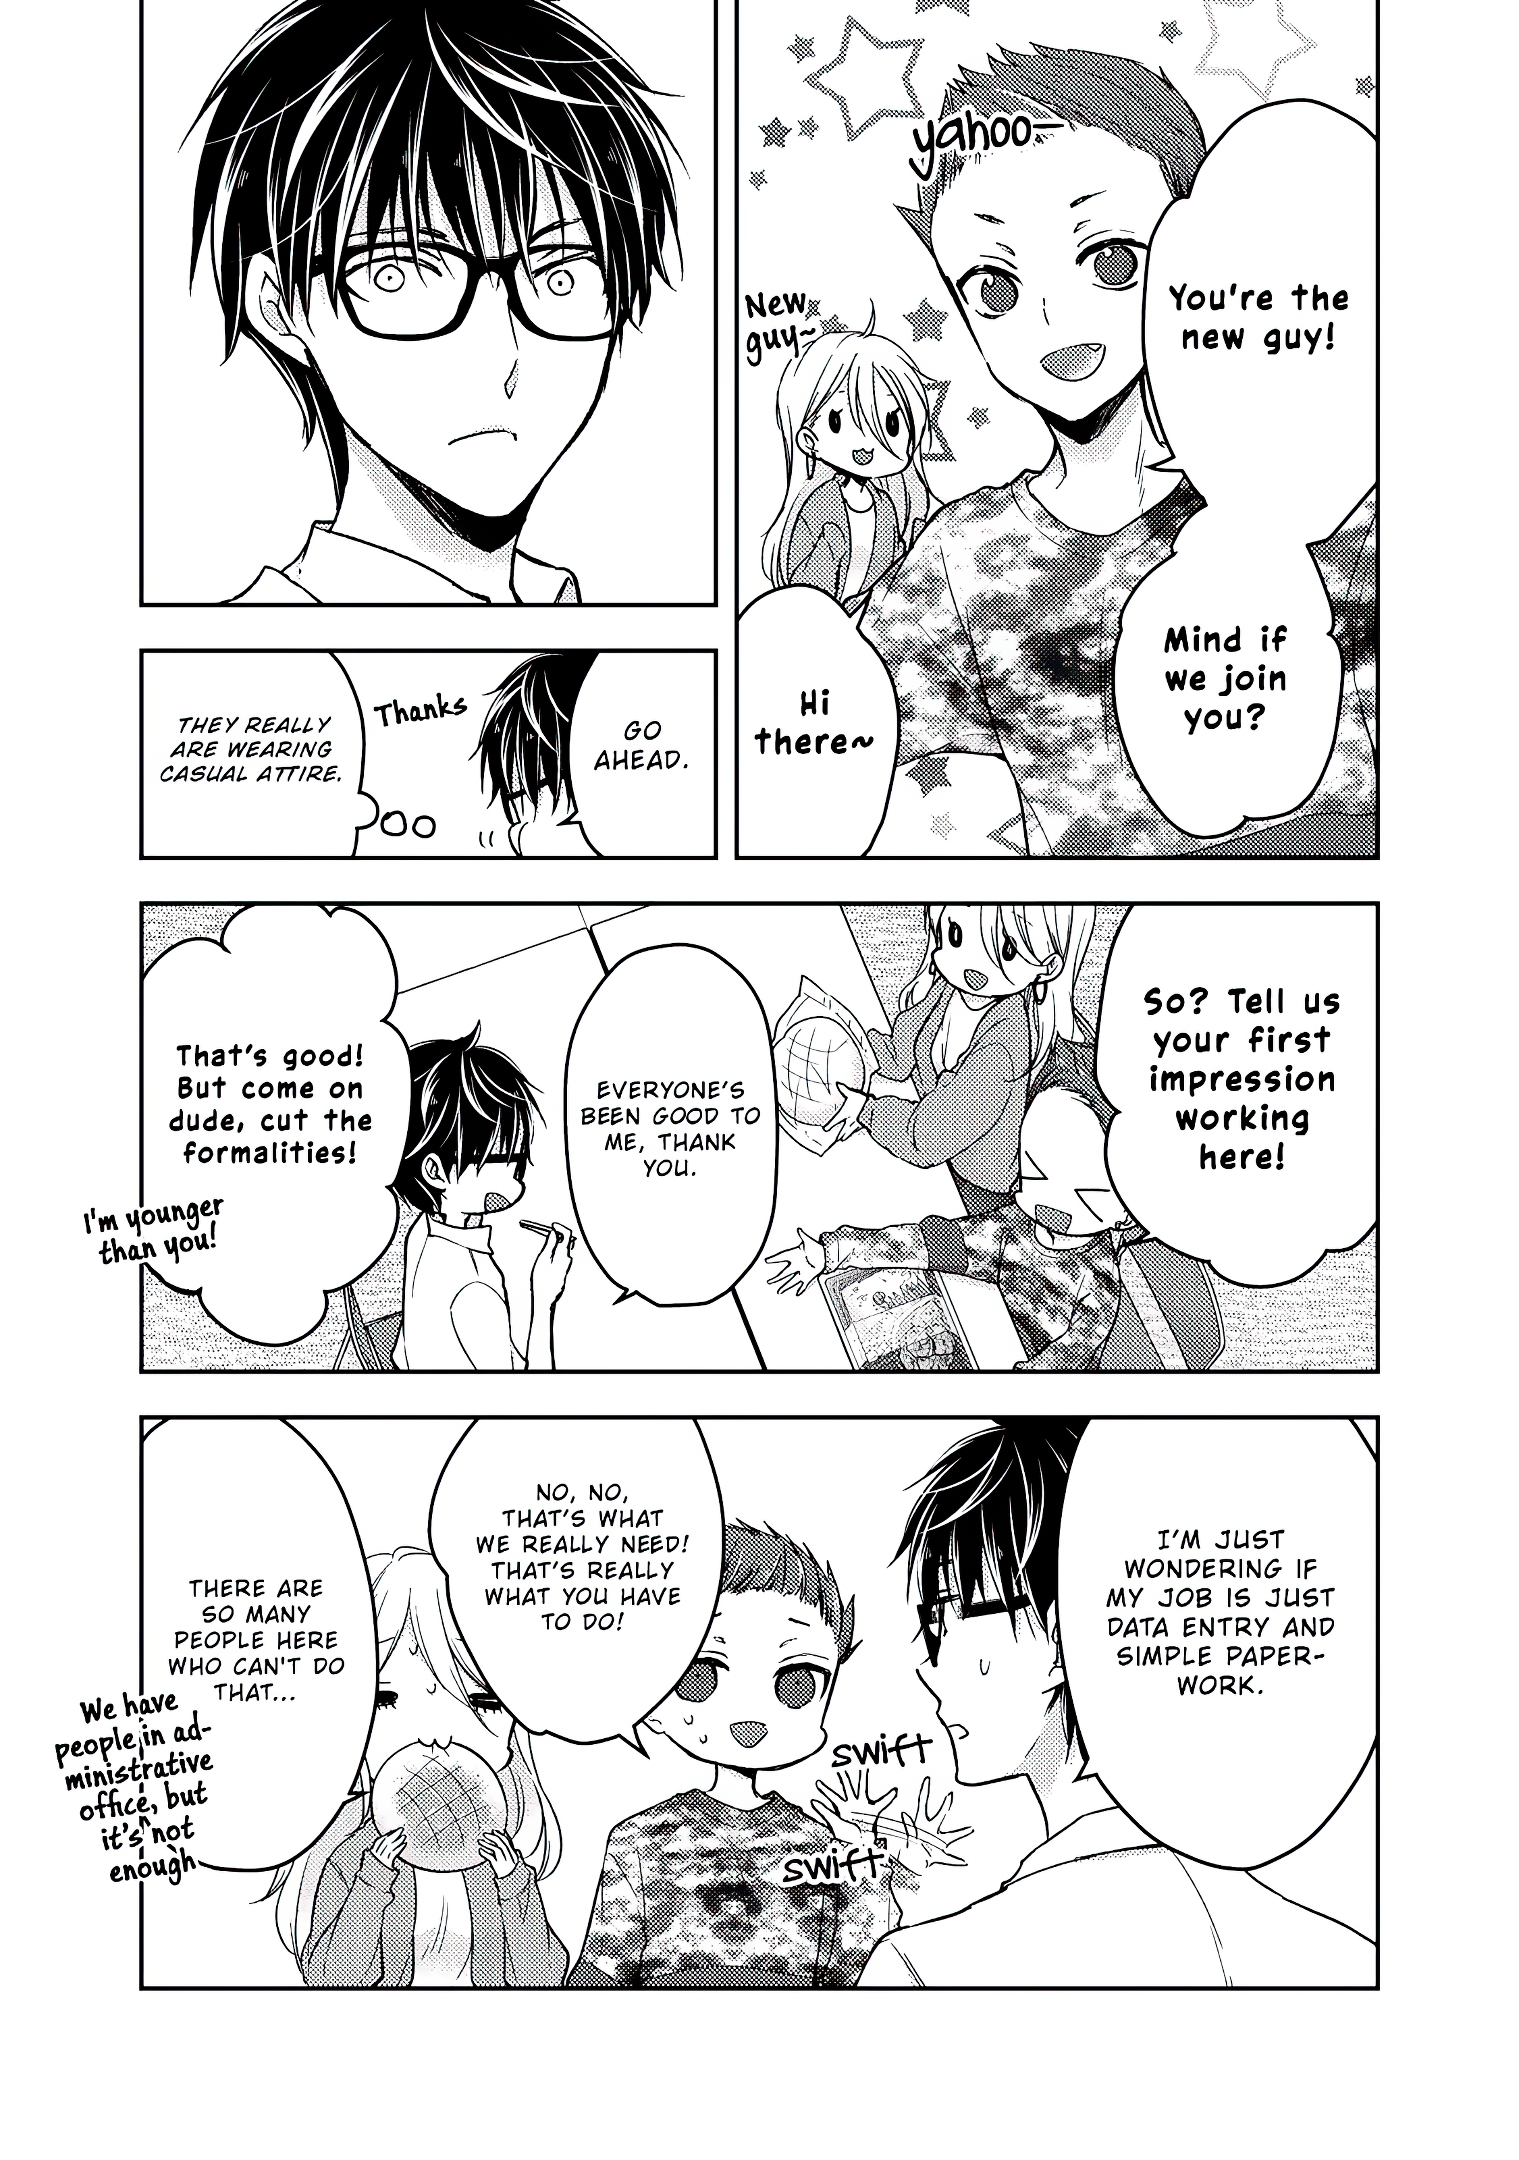 yahoo—
You're the
new guy!
New
guy~
Mind if
we join
you?
Hi
there~
GO
AHEAD.
Thanks
THEY REALLY
ARE WEARING
CASUAL ATTIRE.
So? Tell us
your first
impression
working
here!
EVERYONE'S
BEEN GOOD TO
ME, THANK
YOU.
That's good!
But come on
dude, cut the
formalities!
I'm younger
than you!
I'M JUST
WONDERING IF
MY JOB IS JUST
DATA ENTRY AND
SIMPLE PAPER-
WORK.
swift
swift
NO, NO,
THAT'S WHAT
WE REALLY NEED!
THAT'S REALLY
WHAT YOU HAVE
TO DO!
THERE ARE
SO MANY
PEOPLE HERE
WHO CAN'T DO
THAT...
We have
people in ad-
ministrative
office, but
it's not
enough